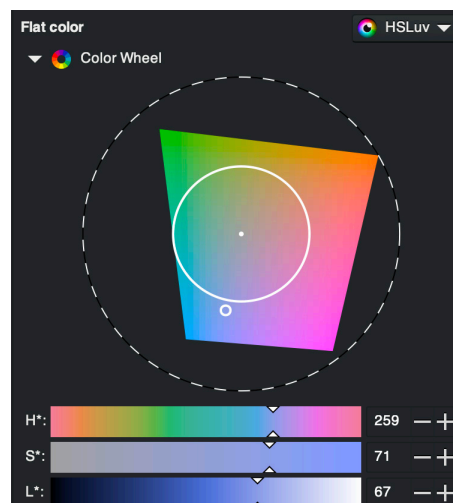 Flat color
HSLuv
Color Wheel
H*: 259
S*: 71
L*: 67